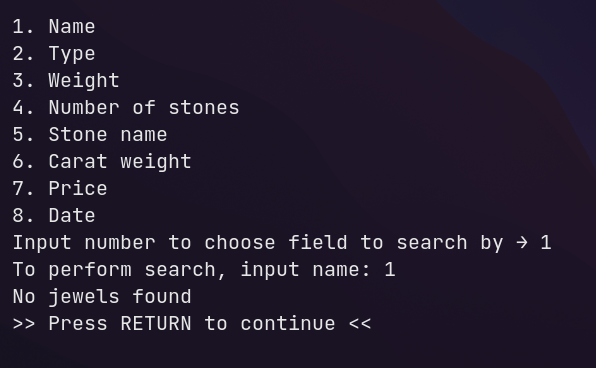 1. Name
2. Type
3. Weight
4. Number of stones
5. Stone name
6. Carat weight
7. Price
8. Date
Input number to choose field to search by → 1
To perform search, input name: 1
No jewels found
>> Press RETURN to continue <<